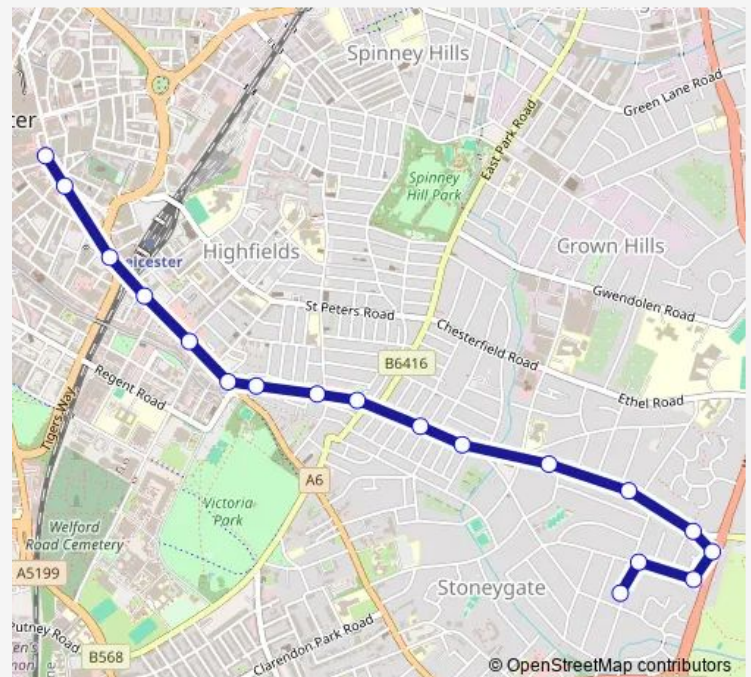 Spinney Hills
Green Lane Road
ter
East Park Road
Spinney
Hill Park
Highfields
eicester
Crown Hills
Gwendolen Road
St Peters Road
Chesterfield Road
B6416
Ethel Road
Regent Road
Tigers Way
A6
Victoria
Park
Welford
Road Cemetery
A5199
Stoneygate
Putney Road
B568
Clarendon Park Road
© OpenStreetMap contributors